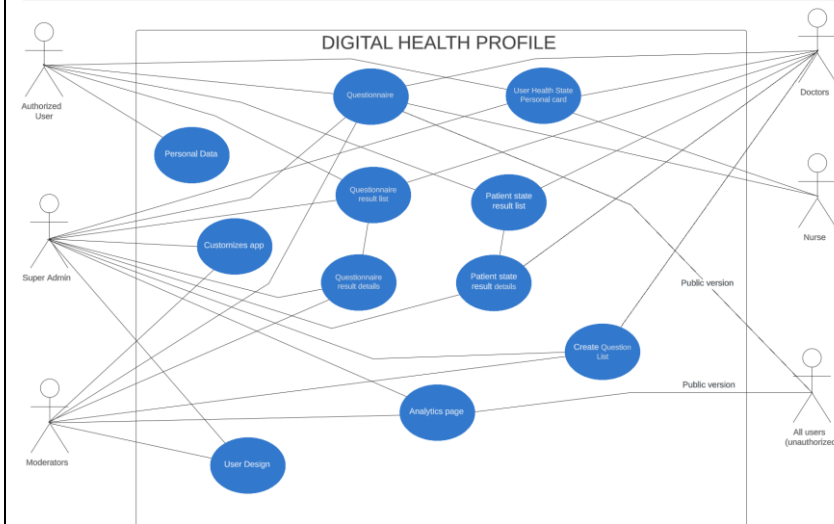 DIGITAL HEALTH PROFILE
Authorized
User
Questionnaire
User Health State
Personal card
Doctors
Personal Data
Questionnaire
result list
Patient state
result list
Super Admin
Customizes app
Nurse
Questionnaire
result details
Patient state
result details
Public version
Create Question
List
Public version
Analytics page
All users
(unauthorized
Moderators
User Design